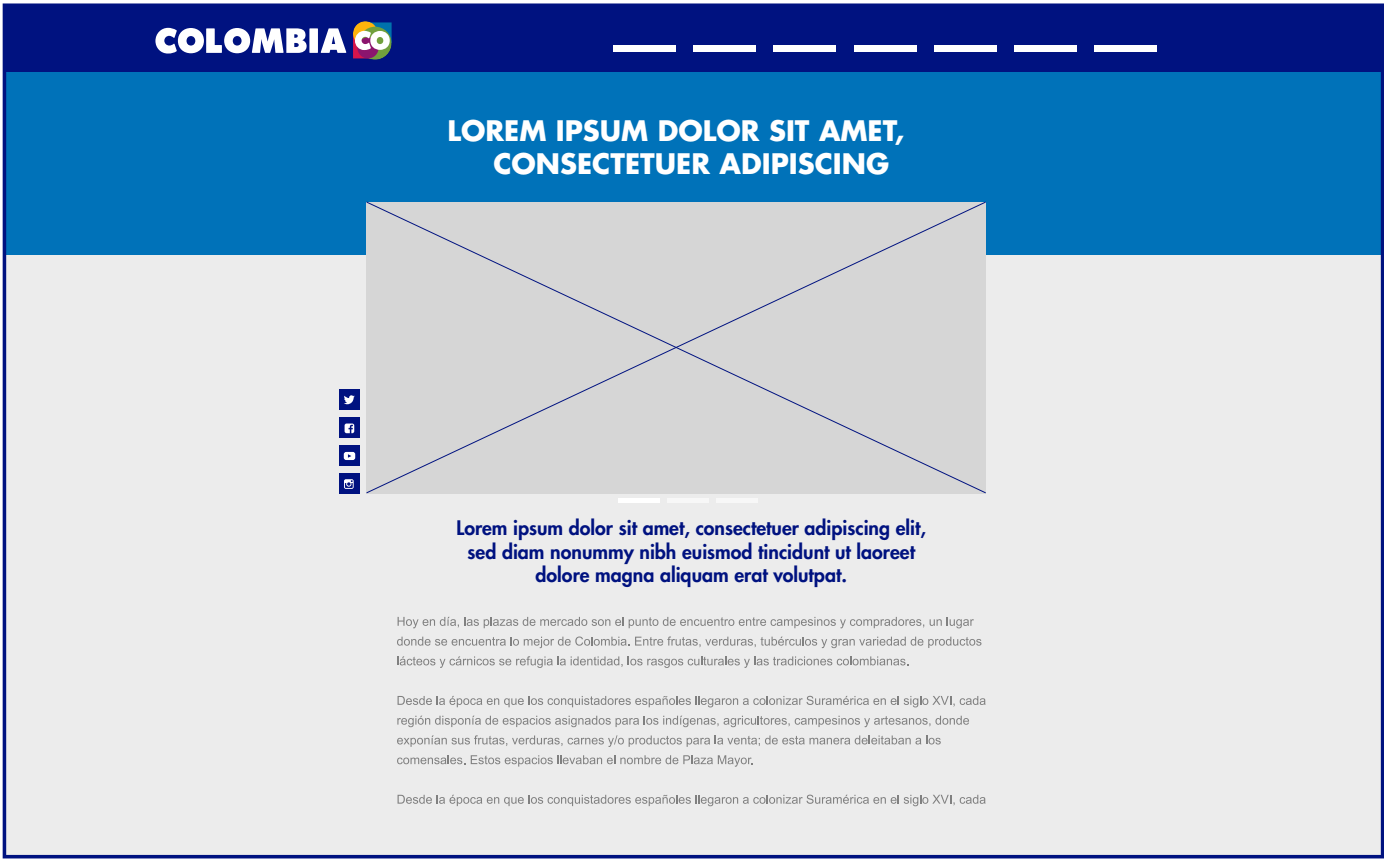 COLOMBIA CO
LOREM IPSUM DOLOR SIT AMET,
CONSECTETUER ADIPISCING
Lorem ipsum dolor sit amet, consectetuer adipiscing elit,
sed diam nonummy nibh euismod tincidunt ut laoreet
dolore magna aliquam erat volutpat.
Hoy en día, las plazas de mercado son el punto de encuentro entre campesinos y compradores, un lugar
donde se encuentra lo mejor de Colombia. Entre frutas, verduras, tubérculos y gran variedad de productos
lácteos y cárnicos se refugia la identidad, los rasgos culturales y las tradiciones colombianas.
Desde la época en que los conquistadores españoles llegaron a colonizar Suramérica en el siglo XVI, cada
región disponía de espacios asignados para los indígenas, agricultores, campesinos y artesanos, donde
exponían sus frutas, verduras, carnes y/o productos para la venta; de esta manera deleitaban a los
comensales. Estos espacios llevaban el nombre de Plaza Mayor.
Desde la época en que los conquistadores españoles llegaron a colonizar Suramérica en el siglo XVI, cada